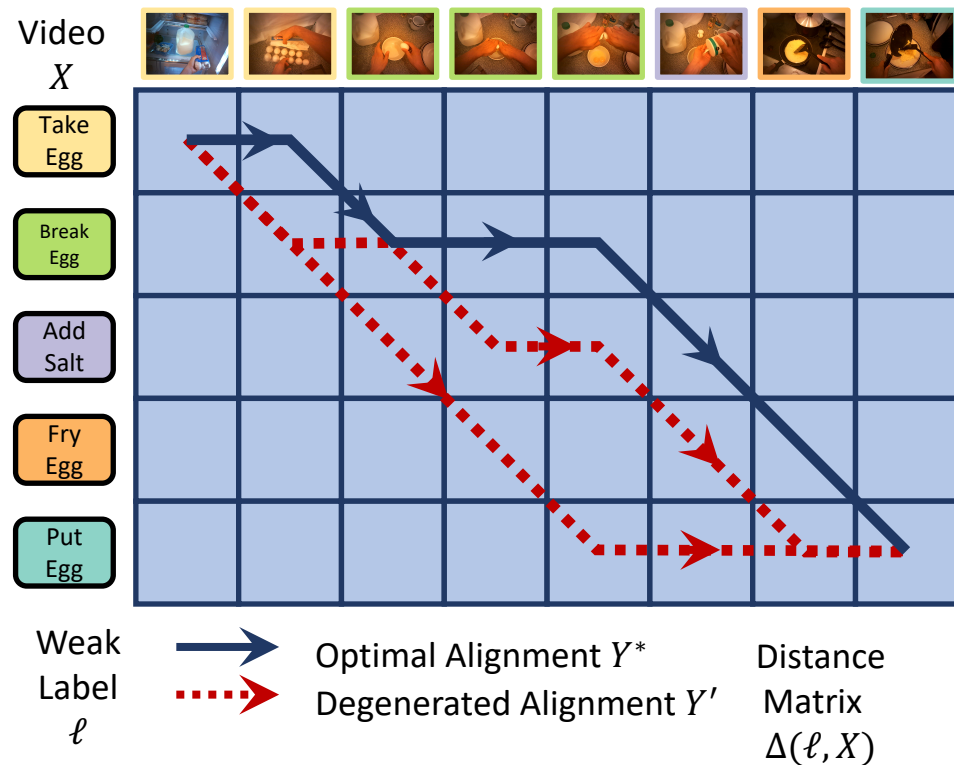 Video
X
Take
Egg
Break
Egg
Add
Salt
Fry
Egg
Put
Egg
Weak
Label
ℓ
Optimal Alignment Y*
Degenerated Alignment Y′
Distance
Matrix
Δ(ℓ, X)